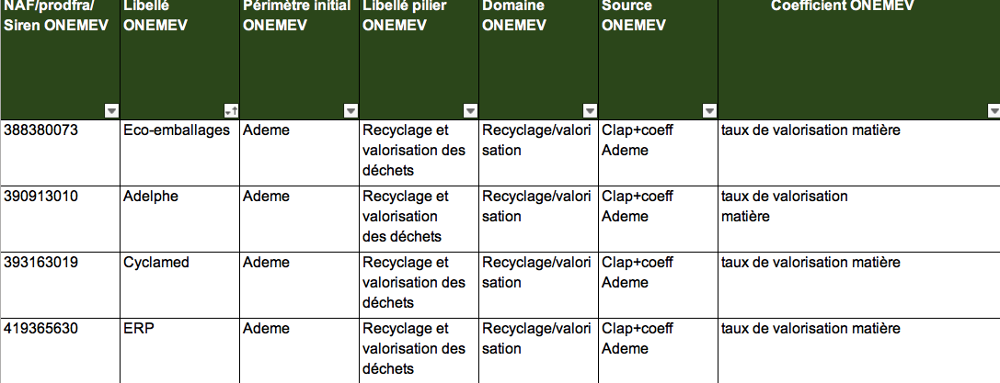 NAF/prodfra/
Siren ONEMEV
Libellé
ONEMEV
Périmètre initial
ONEMEV
Libellé pilier
ONEMEV
Domaine
ONEMEV
Source
ONEMEV
Coefficient ONEMEV
388380073
Eco-emballages
Ademe
Recyclage et
valorisation des
déchets
Recyclage/valori
sation
Clap+coeff
Ademe
taux de valorisation matière
390913010
Adelphe
Ademe
Recyclage et
valorisation
des déchets
Recyclage/valori
sation
Clap+coeff
Ademe
taux de valorisation
matière
393163019
Cyclamed
Ademe
Recyclage et
valorisation des
déchets
Recyclage/valori
sation
Clap+coeff
Ademe
taux de valorisation matière
419365630
ERP
Ademe
Recyclage et
valorisation des
déchets
Recyclage/valori
sation
Clap+coeff
Ademe
taux de valorisation matière